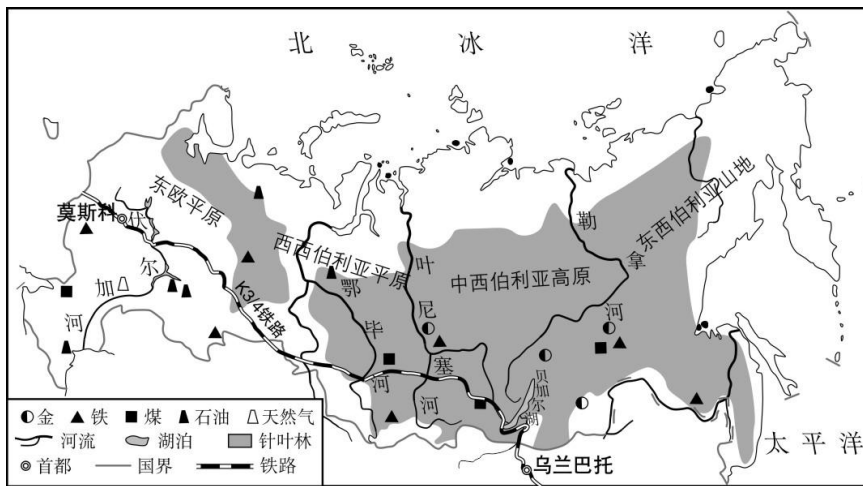 北冰洋
东欧平原
莫斯科
伏尔加河
K3/4铁路
西西伯利亚平原
鄂毕河
叶尼塞河
中西伯利亚高原
勒拿河
东西伯利亚山地
贝加尔湖
乌兰巴托
太平洋
金 铁 煤 石油 天然气
河流 湖泊 针叶林
首都 国界 铁路